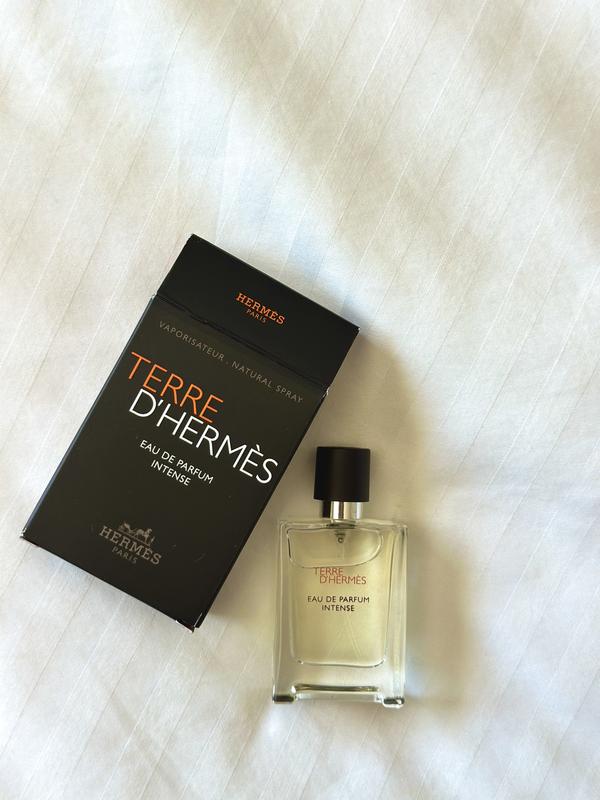 HERMÈS
PARIS
VAPORISATEUR . NATURAL SPRAY
TERRE
D'HERMÈS
EAU DE PARFUM
INTENSE
HERMÈS
PARIS
TERRE
D'HERMÈS
EAU DE PARFUM
INTENSE